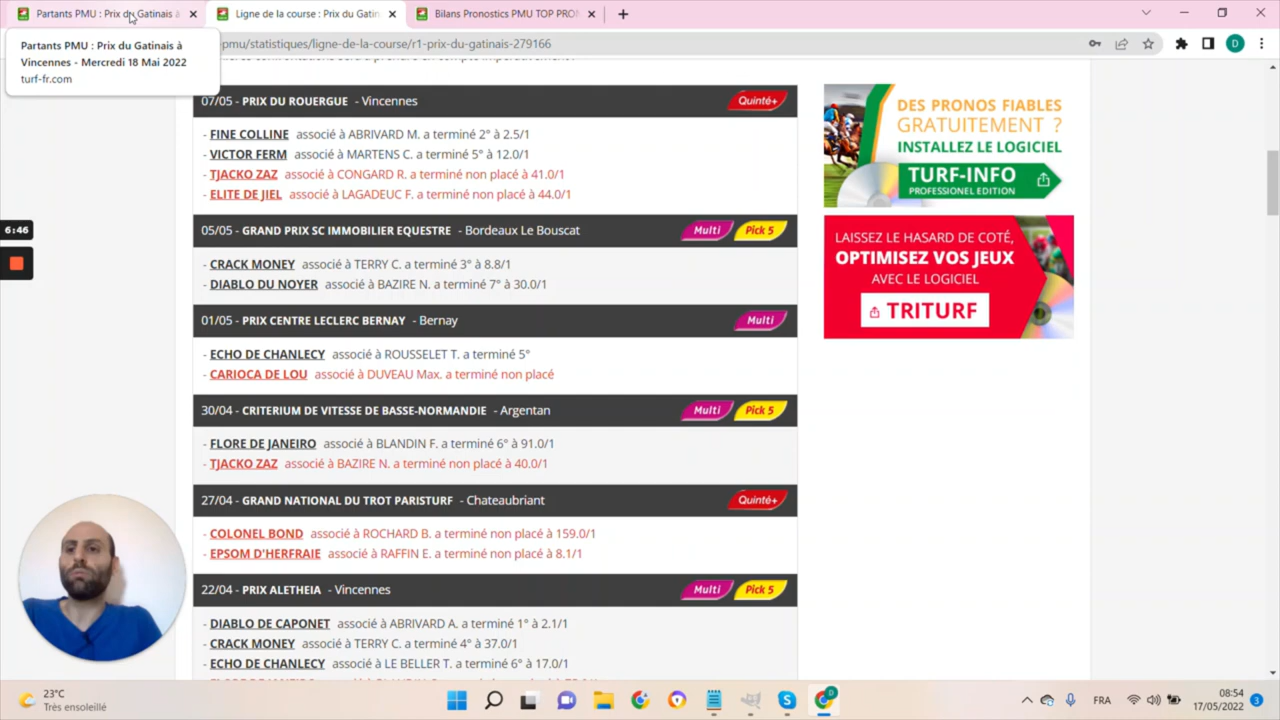 Partants PMU : Prix du Gatinais à
Ligne de la course : Prix du Gatin
Bilans Pronostics PMU TOP PRO
Partants PMU : Prix du Gatinais à
Vincennes - Mercredi 18 Mai 2022
turf-fr.com
pmu/statistiques/ligne-de-la-course/r1-prix-du-gatinais-279166
07/05 - PRIX DU ROUERGUE - Vincennes
Quinté+
- FINE COLLINE associé à ABRIVARD M. a terminé 2° à 2.5/1
- VICTOR FERM associé à MARTENS C. a terminé 5° à 12.0/1
- TJACKO ZAZ associé à CONGARD R. a terminé non placé à 41.0/1
- ELITE DE JIEL associé à LAGADEUC F. a terminé non placé à 44.0/1
05/05 - GRAND PRIX SC IMMOBILIER EQUESTRE - Bordeaux Le Bouscat
Multi Pick 5
- CRACK MONEY associé à TERRY C. a terminé 3° à 8.8/1
- DIABLO DE NOYER associé à BAZIRE N. a terminé 7° à 30.0/1
01/05 - PRIX CENTRE LECLERC BERNAY - Bernay
Multi
- ECHO DE CHANLECY associé à ROUSSELET T. a terminé 5°
- CARIOCA DE LOU associé à DUVEAU Max. a terminé non placé
30/04 - CRITERIUM DE VITESSE DE BASSE-NORMANDIE - Argentan
Multi Pick 5
- FLORE DE JANEIRO associé à BLANDIN F. a terminé 6° à 91.0/1
- TJACKO ZAZ associé à BAZIRE N. a terminé non placé à 40.0/1
27/04 - GRAND NATIONAL DU TROT PARISTURF - Chateaubriant
Quinté+
- COLONEL BOND associé à ROCHARD B. a terminé non placé à 159.0/1
- EPSOM D'HERFRAIE associé à RAFFIN E. a terminé non placé à 8.1/1
22/04 - PRIX ALETHEIA - Vincennes
Multi Pick 5
- DIABLO DE CAPONET associé à ABRIVARD A. a terminé 1° à 2.1/1
- CRACK MONEY associé à TERRY C. a terminé 4° à 37.0/1
- ECHO DE CHANLECY associé à LE BELLER T. a terminé 6° à 17.0/1
DES PRONOS FIABLES
GRATUITEMENT ?
INSTALLEZ LE LOGICIEL
TURF-INFO
PROFESSIONEL EDITION
LAISSEZ LE HASARD DE COTÉ,
OPTIMISEZ VOS JEUX
AVEC LE LOGICIEL
TRITURF
6:46
D
23°C
Très ensoleillé
D
FRA
08:54
17/05/2022
3